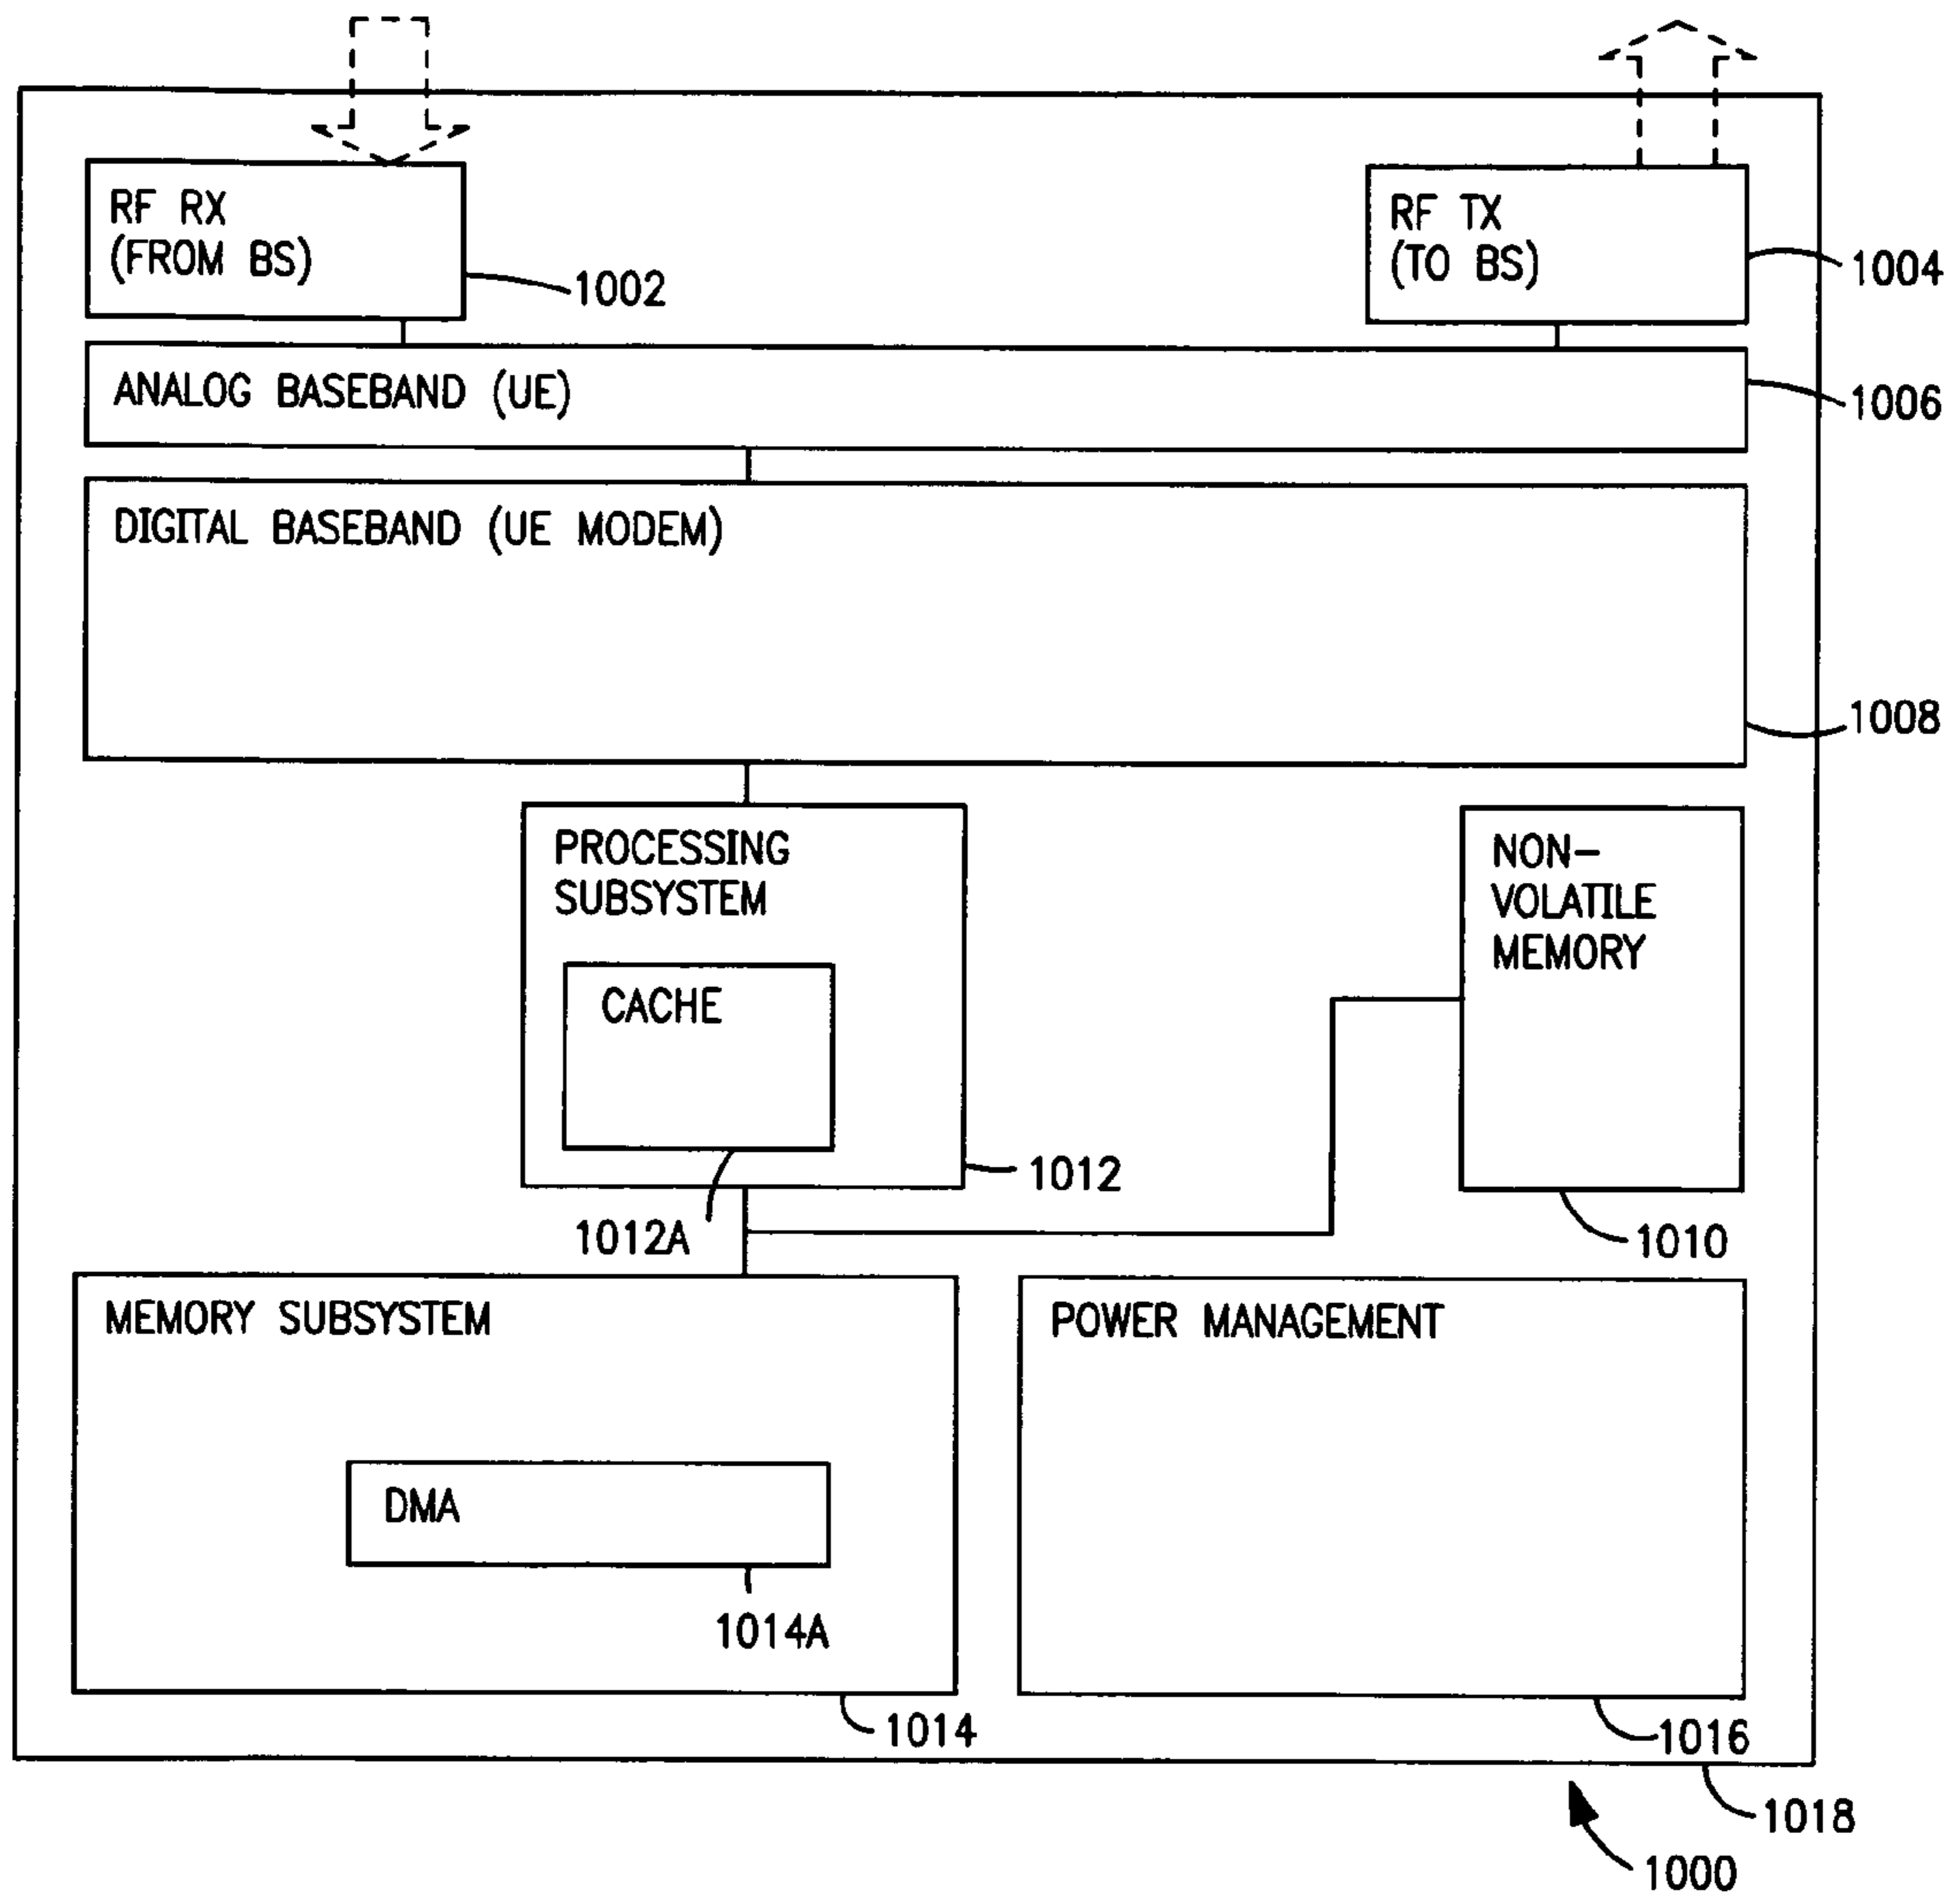 RF RX
(FROM BS)
1002
RF TX
(TO BS)
1004
ANALOG BASEBAND (UE)
1006
DIGITAL BASEBAND (UE MODEM)
1008
PROCESSING
SUBSYSTEM
CACHE
1012
1012A
NON-
VOLATILE
MEMORY
1010
MEMORY SUBSYSTEM
DMA
1014A
1014
POWER MANAGEMENT
1016
1018
1000